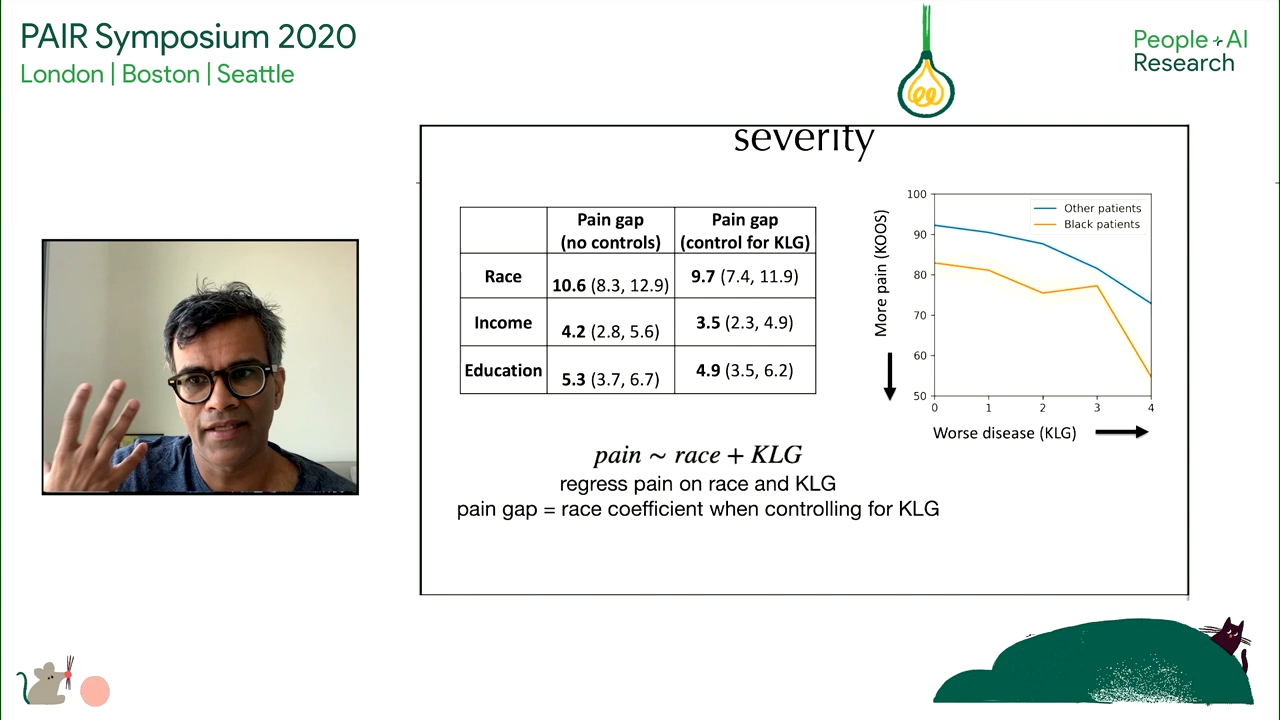 PAIR Symposium 2020
London | Boston | Seattle
People + AI
Research
severity
Pain gap
(no controls)
Pain gap
(control for KLG)
Race
10.6 (8.3, 12.9)
9.7 (7.4, 11.9)
Income
4.2 (2.8, 5.6)
3.5 (2.3, 4.9)
Education
5.3 (3.7, 6.7)
4.9 (3.5, 6.2)
pain ~ race + KLG
regress pain on race and KLG
pain gap = race coefficient when controlling for KLG
More pain (KOOS)
100
90
80
70
60
50
Other patients
Black patients
0 1 2 3 4
Worse disease (KLG)